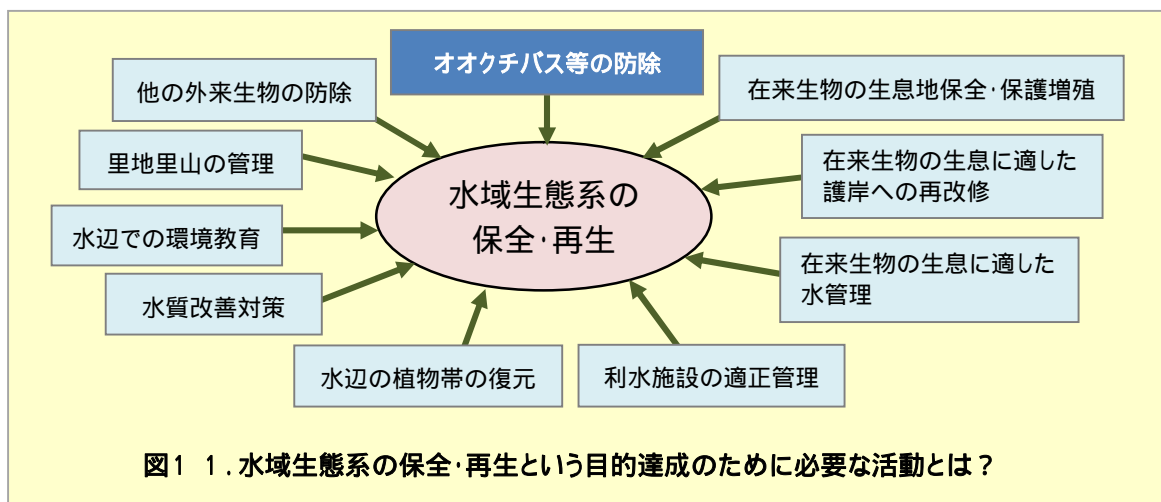 オオクチバス等の防除
他の外来生物の防除
在来生物の生息地保全・保護増殖
里地里山の管理
在来生物の生息に適した
護岸への再改修
水域生態系の
保全・再生
水辺での環境教育
在来生物の生息に適した
水管理
水質改善対策
水辺の植物帯の復元
利水施設の適正管理
図1 1.水域生態系の保全・再生という目的達成のために必要な活動とは？